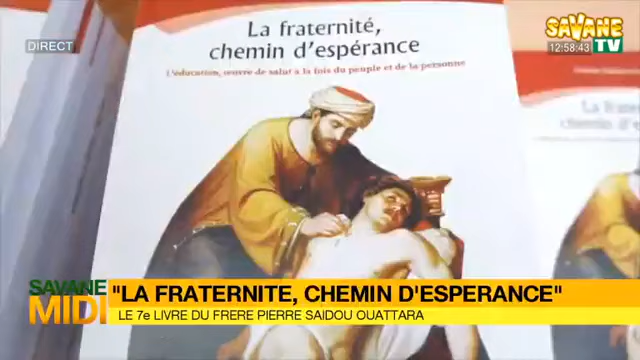 DIRECT
SAVANE
TV
12:58:43
La fraternité,
chemin d'espérance
L'éducation, œuvre de salut à la fois du peuple et de la personne
La fra
chemin d'es
SAVANE
MIDI
"LA FRATERNITE, CHEMIN D'ESPERANCE"
LE 7e LIVRE DU FRERE PIERRE SAIDOU OUATTARA